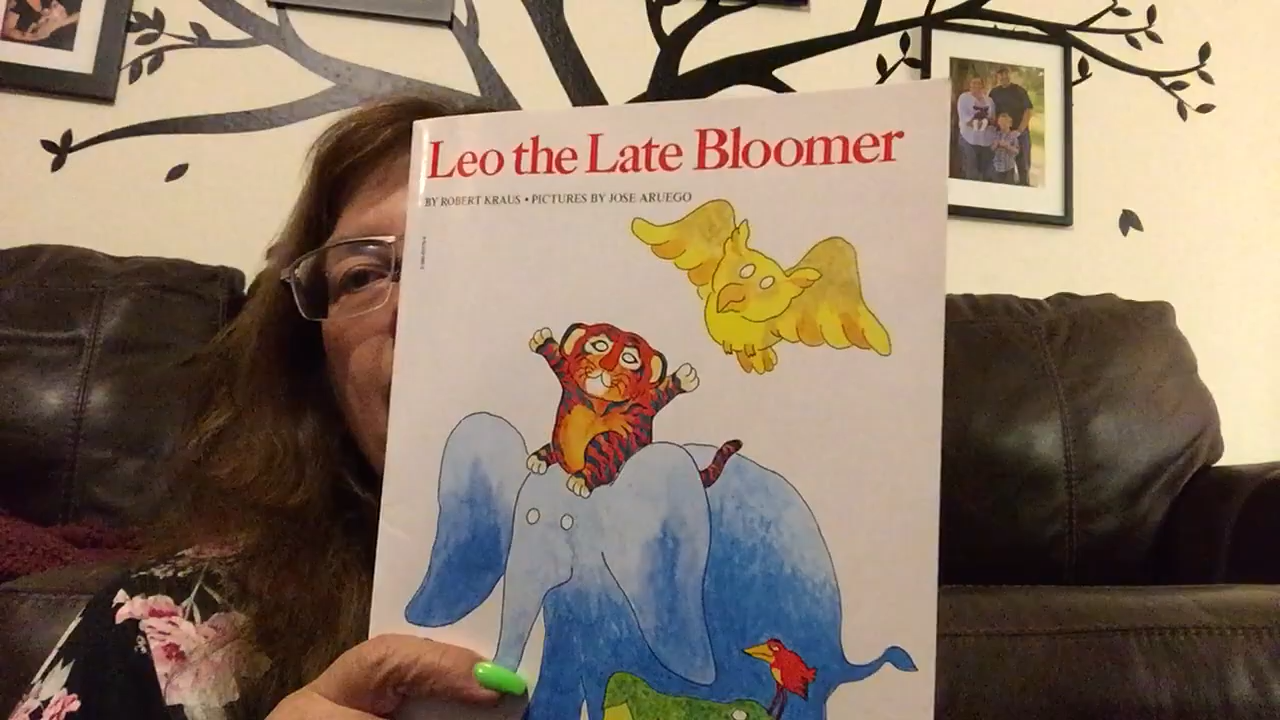 Leo the Late Bloomer
BY ROBERT KRAUS • PICTURES BY JOSE ARUEGO